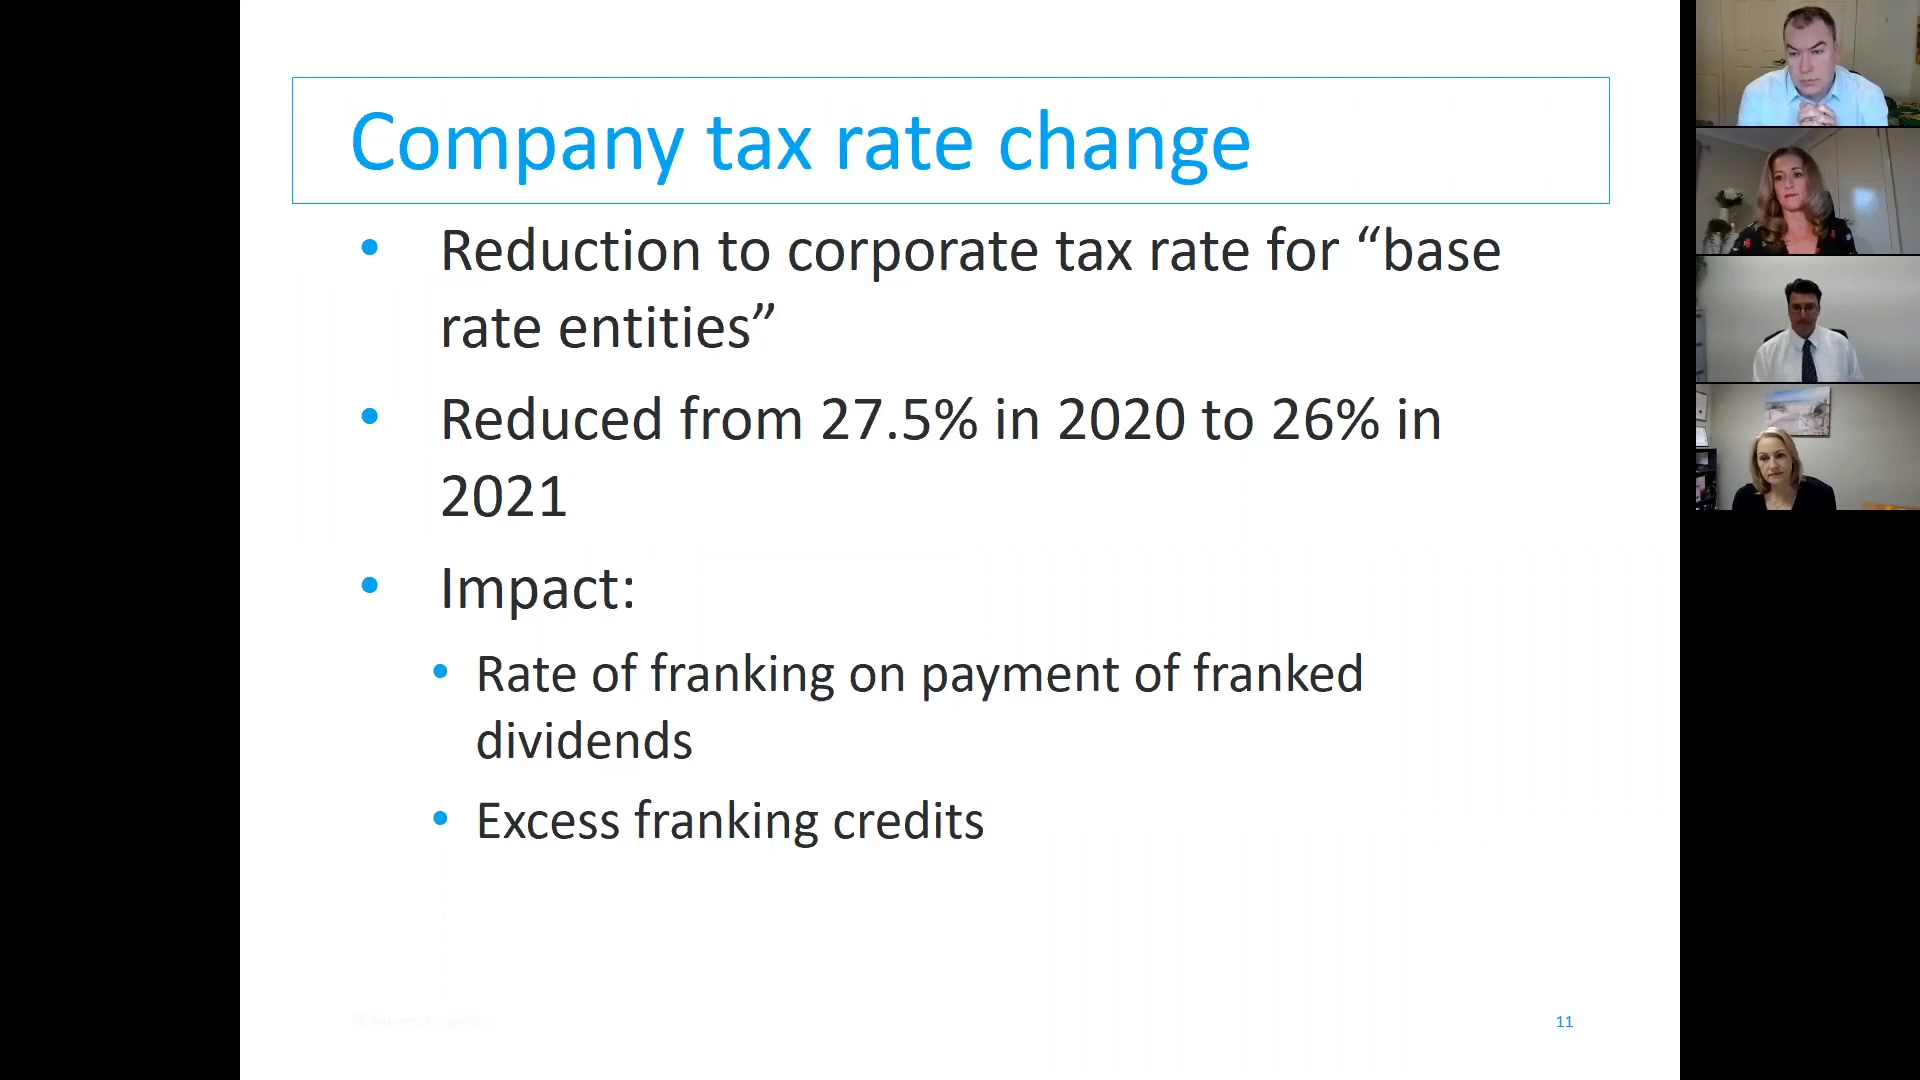 Company tax rate change
• Reduction to corporate tax rate for “base
rate entities”
• Reduced from 27.5% in 2020 to 26% in
2021
• Impact:
• Rate of franking on payment of franked
dividends
• Excess franking credits
11